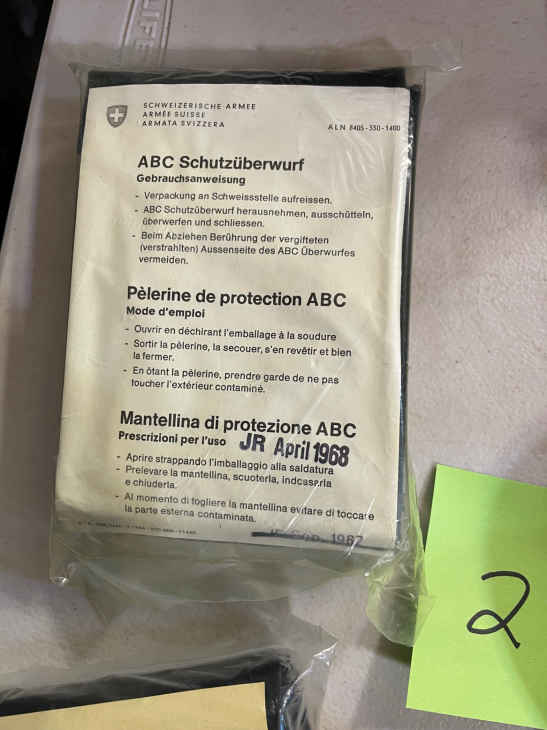 LIFE
SCHWEIZERISCHE ARMEE
ARMÉE SUISSE
ARMATA SVIZZERA
ALN 8405-330-1400
ABC Schutzüberwurf
Gebrauchsanweisung
- Verpackung an Schweissstelle aufreissen.
- ABC Schutzüberwurf herausnehmen, ausschütteln,
überwerfen und schliessen.
- Beim Abziehen Berührung der vergifteten
(verstrahlten) Aussenseite des ABC Überwurfes
vermeiden.
Pèlerine de protection ABC
Mode d'emploi
- Ouvrir en déchirant l'emballage à la soudure
- Sortir la pèlerine, la secouer, s'en revêtir et bien
la fermer.
- En ôtant la pèlerine, prendre garde de ne pas
toucher l'extérieur contaminé.
Mantellina di protezione ABC
Prescrizioni per l'uso JR April 1968
- Aprire strappando l'imballaggio alla saldatura
- Prelevare la mantellina, scuoterla, indossarla
e chiuderla.
- Al momento di togliere la mantellina evitare di toccare
la parte esterna contaminata.
2